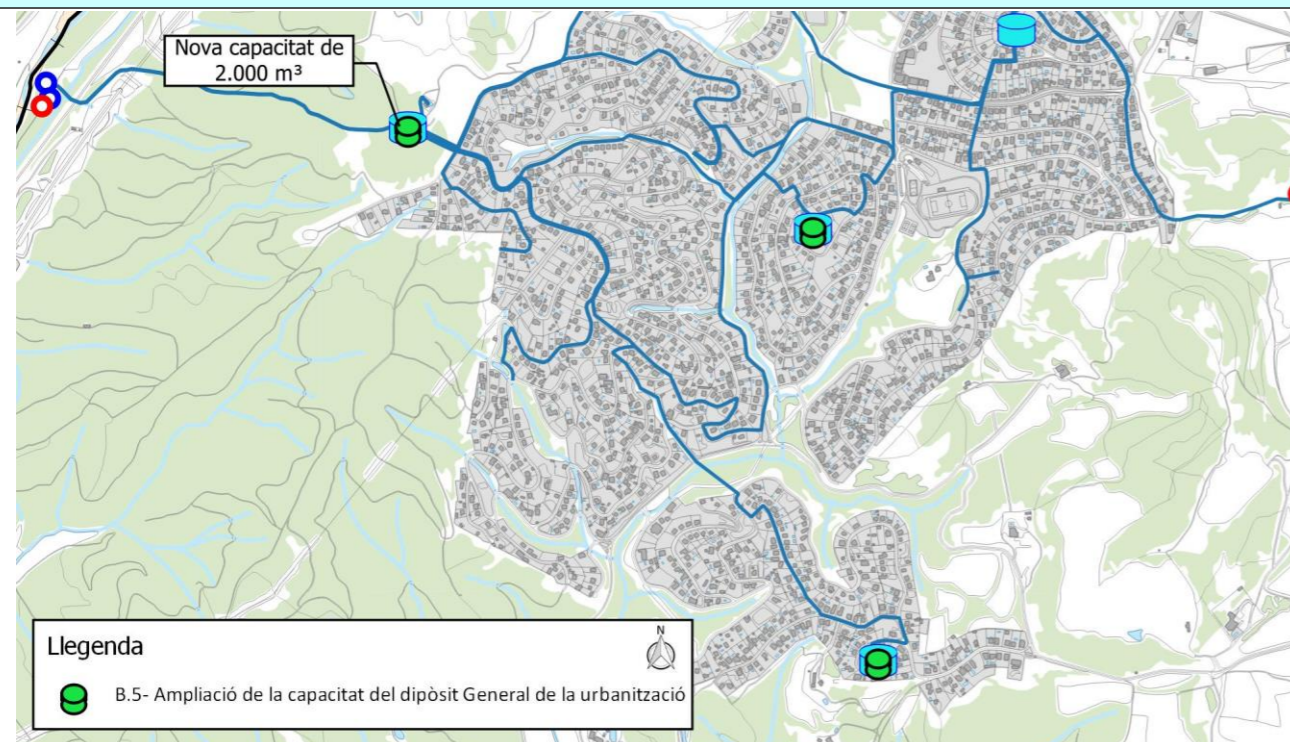 Nova capacitat de
2.000 m³
Llegenda
N
B.5- Ampliació de la capacitat del dipòsit General de la urbanització